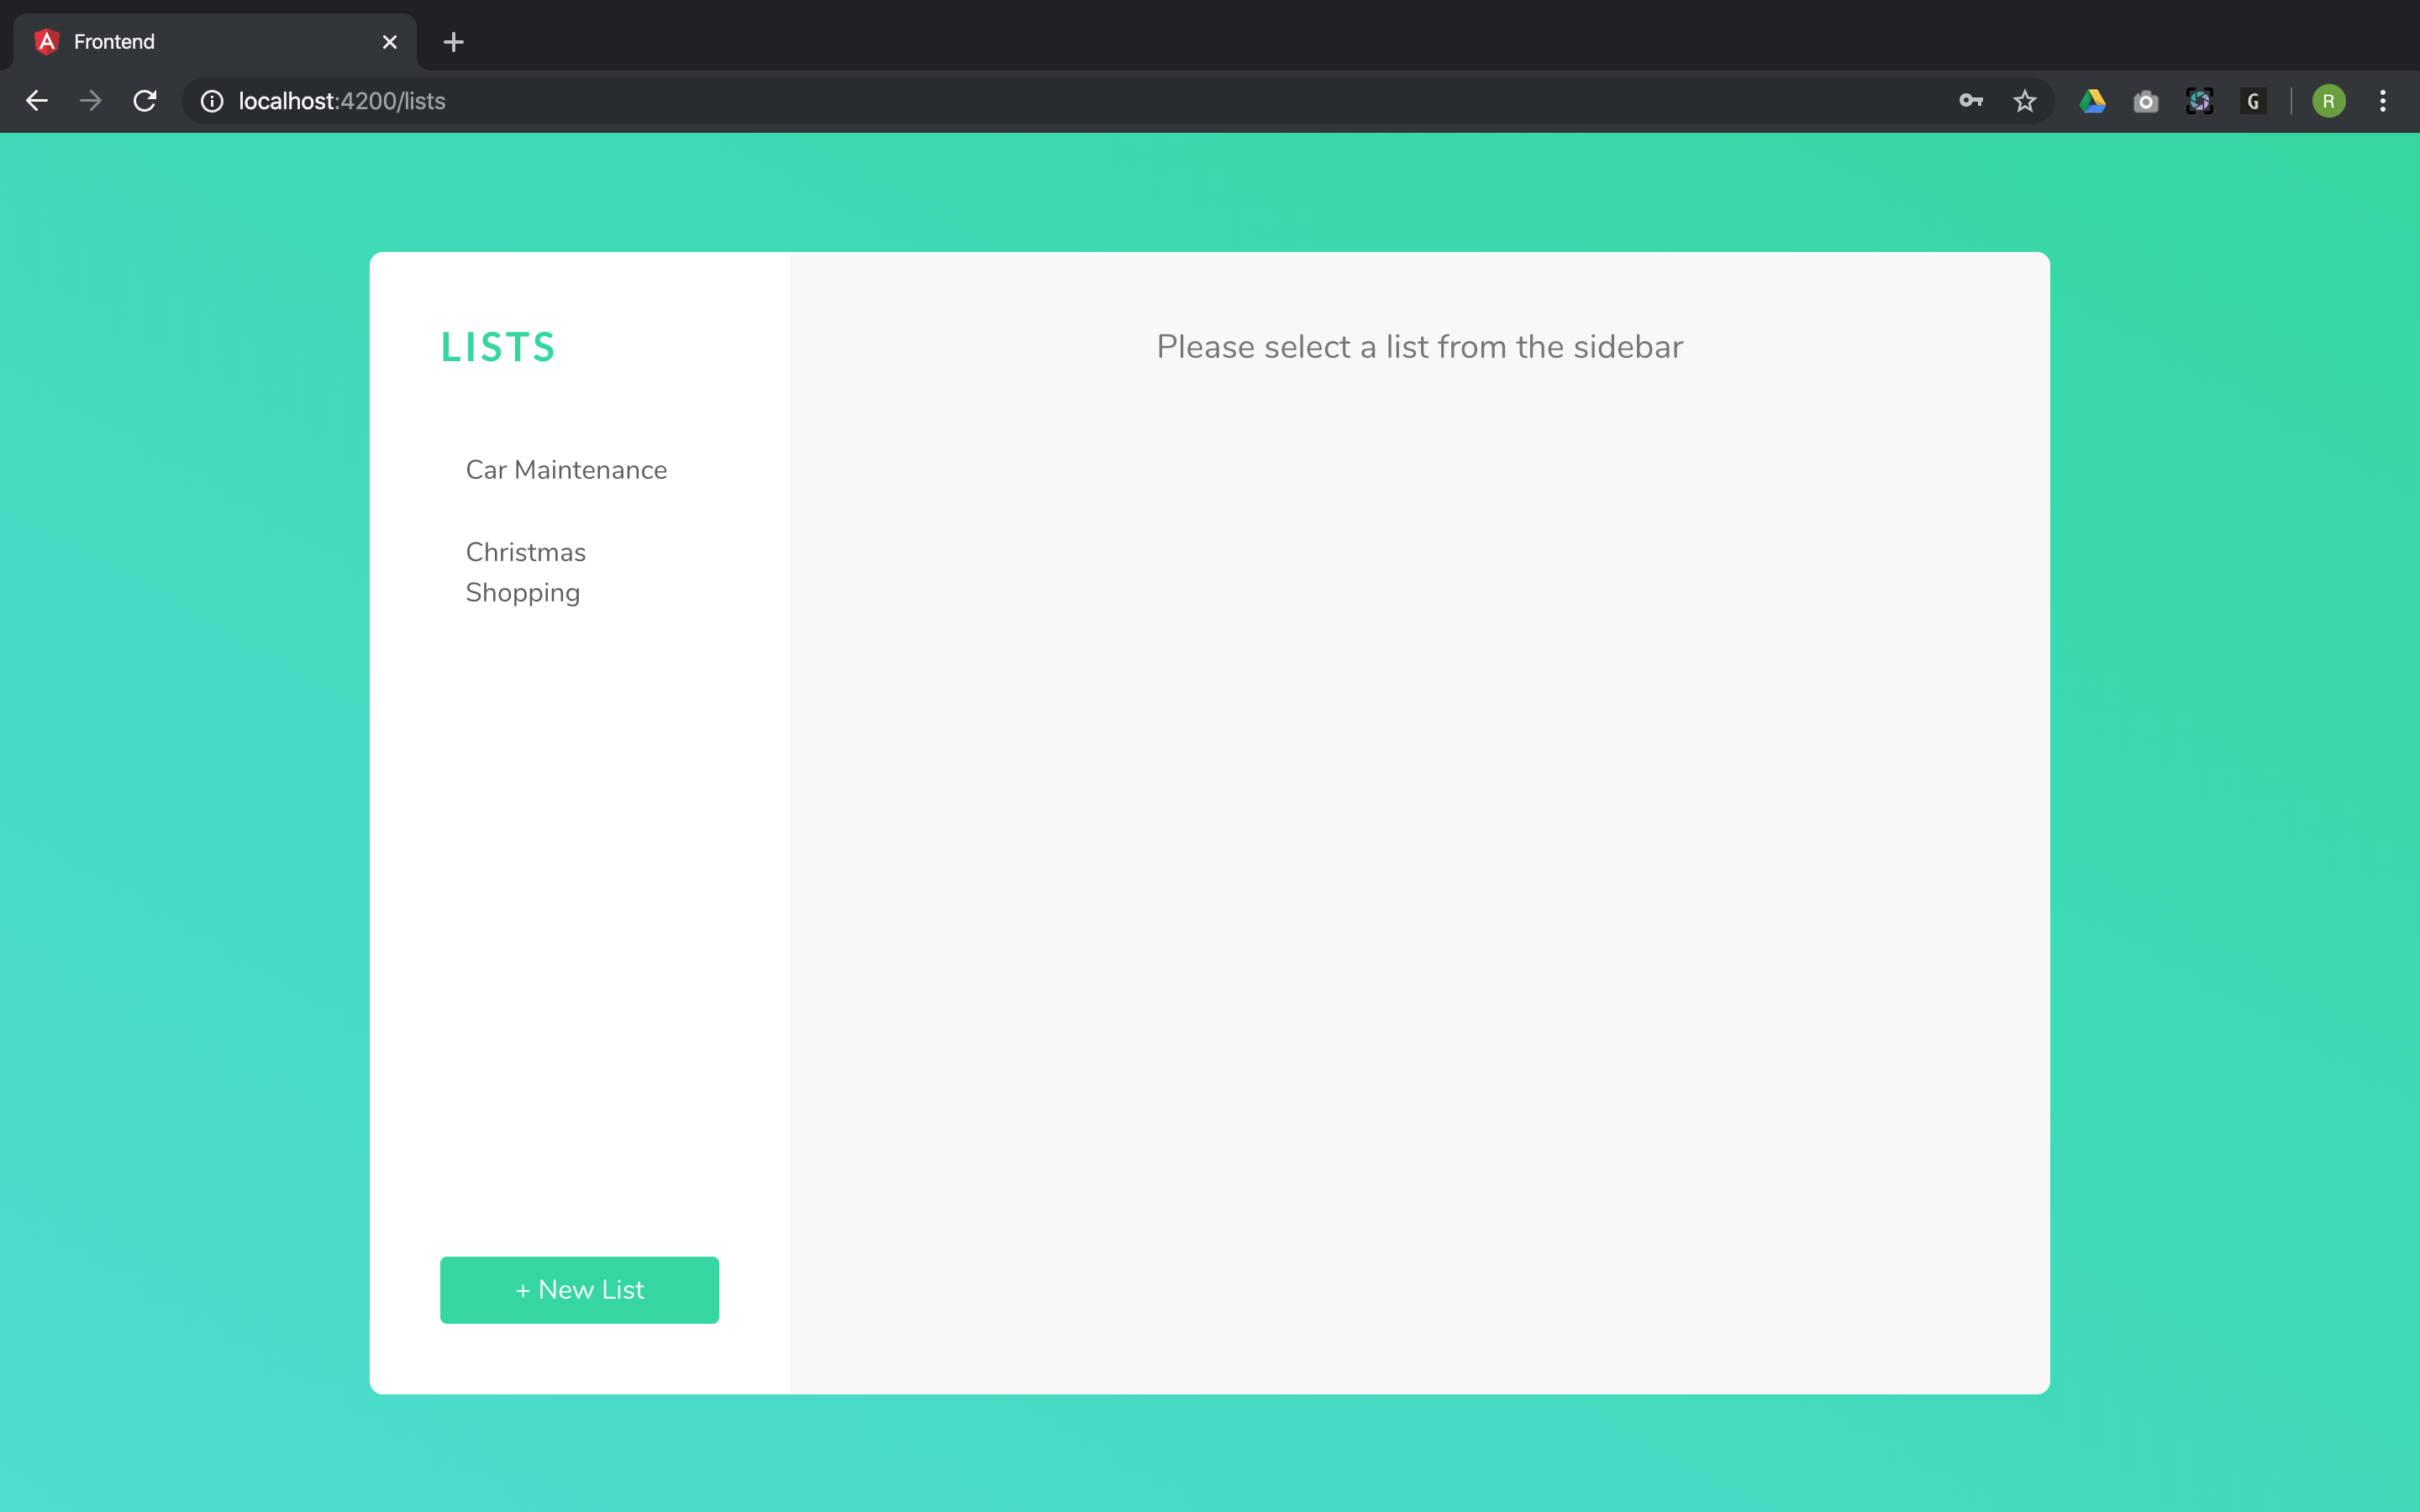 Frontend
localhost:4200/lists
G
R
LISTS
Please select a list from the sidebar
Car Maintenance
Christmas
Shopping
+ New List